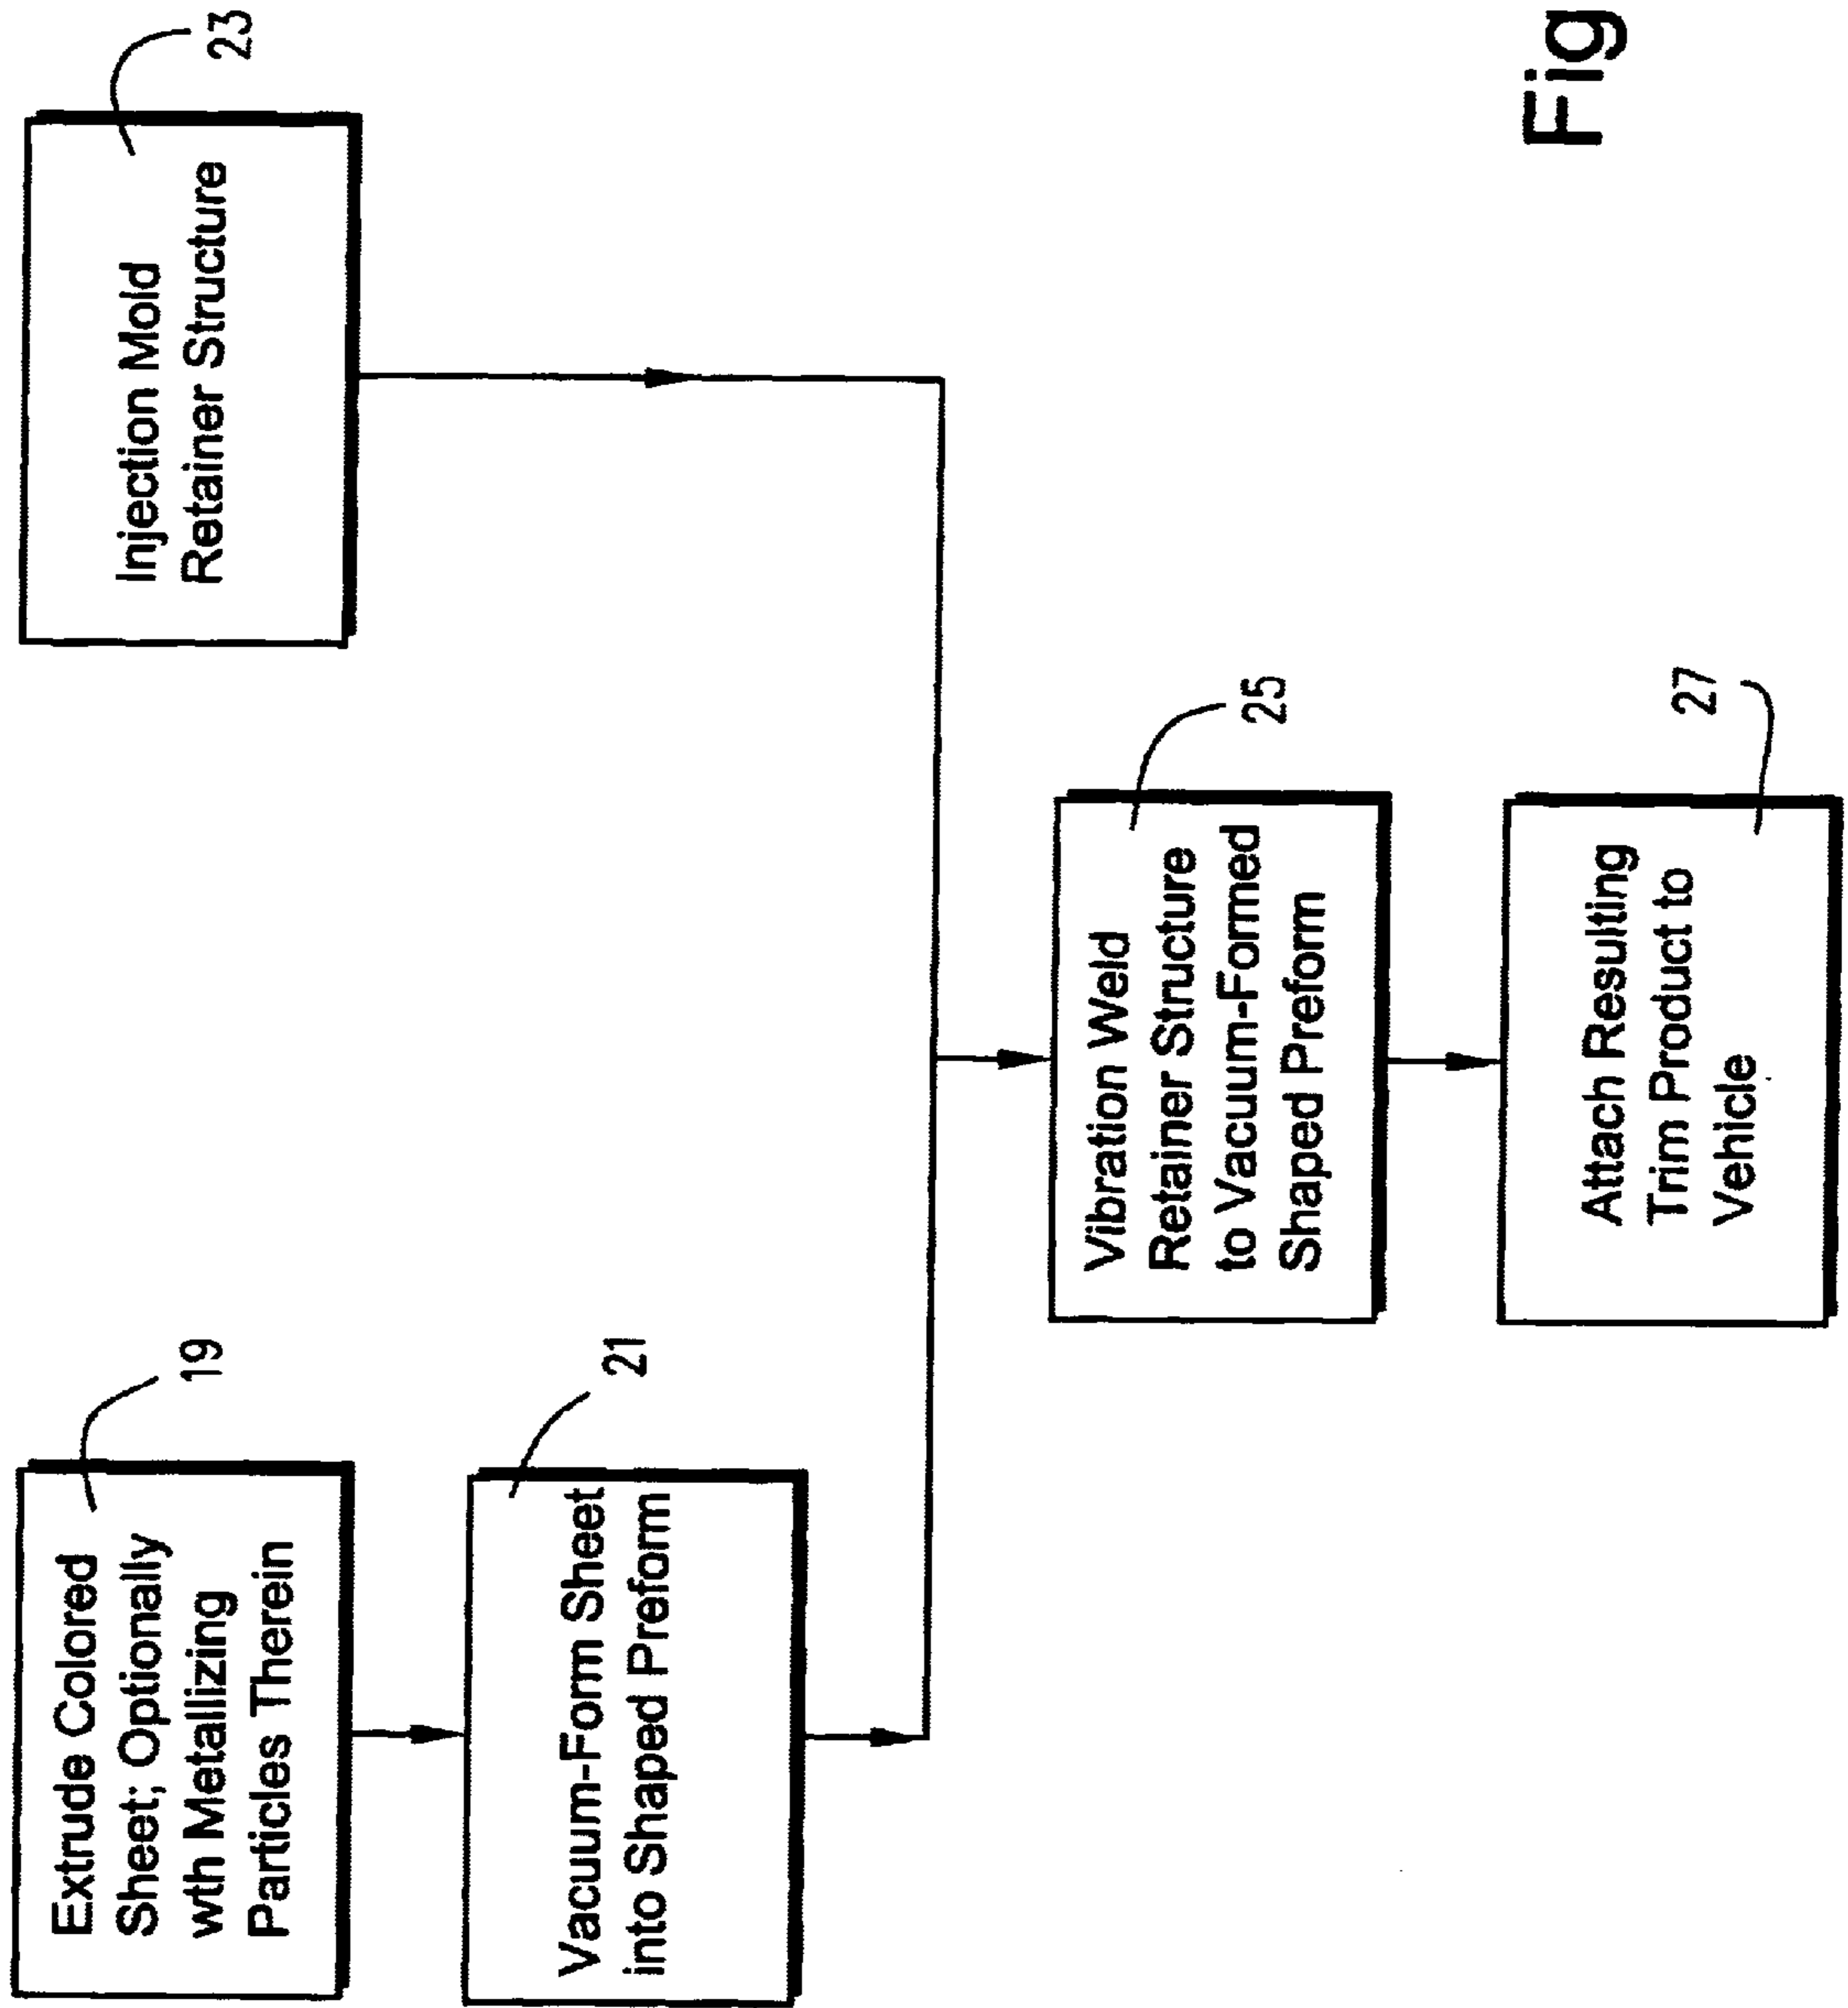 Extrude Colored
Sheet; Optionally
wth Metallizing
Particles Therein
19
Vacuum-Form Sheet
into Shaped Preform
21
Injection Mold
Retainer Structure
23
Vibration Weld
Retainer Structure
to Vacuum-Formed
Shaped Preform
25
Attach Resulting
Trim Product to
Vehicle
27
Fig